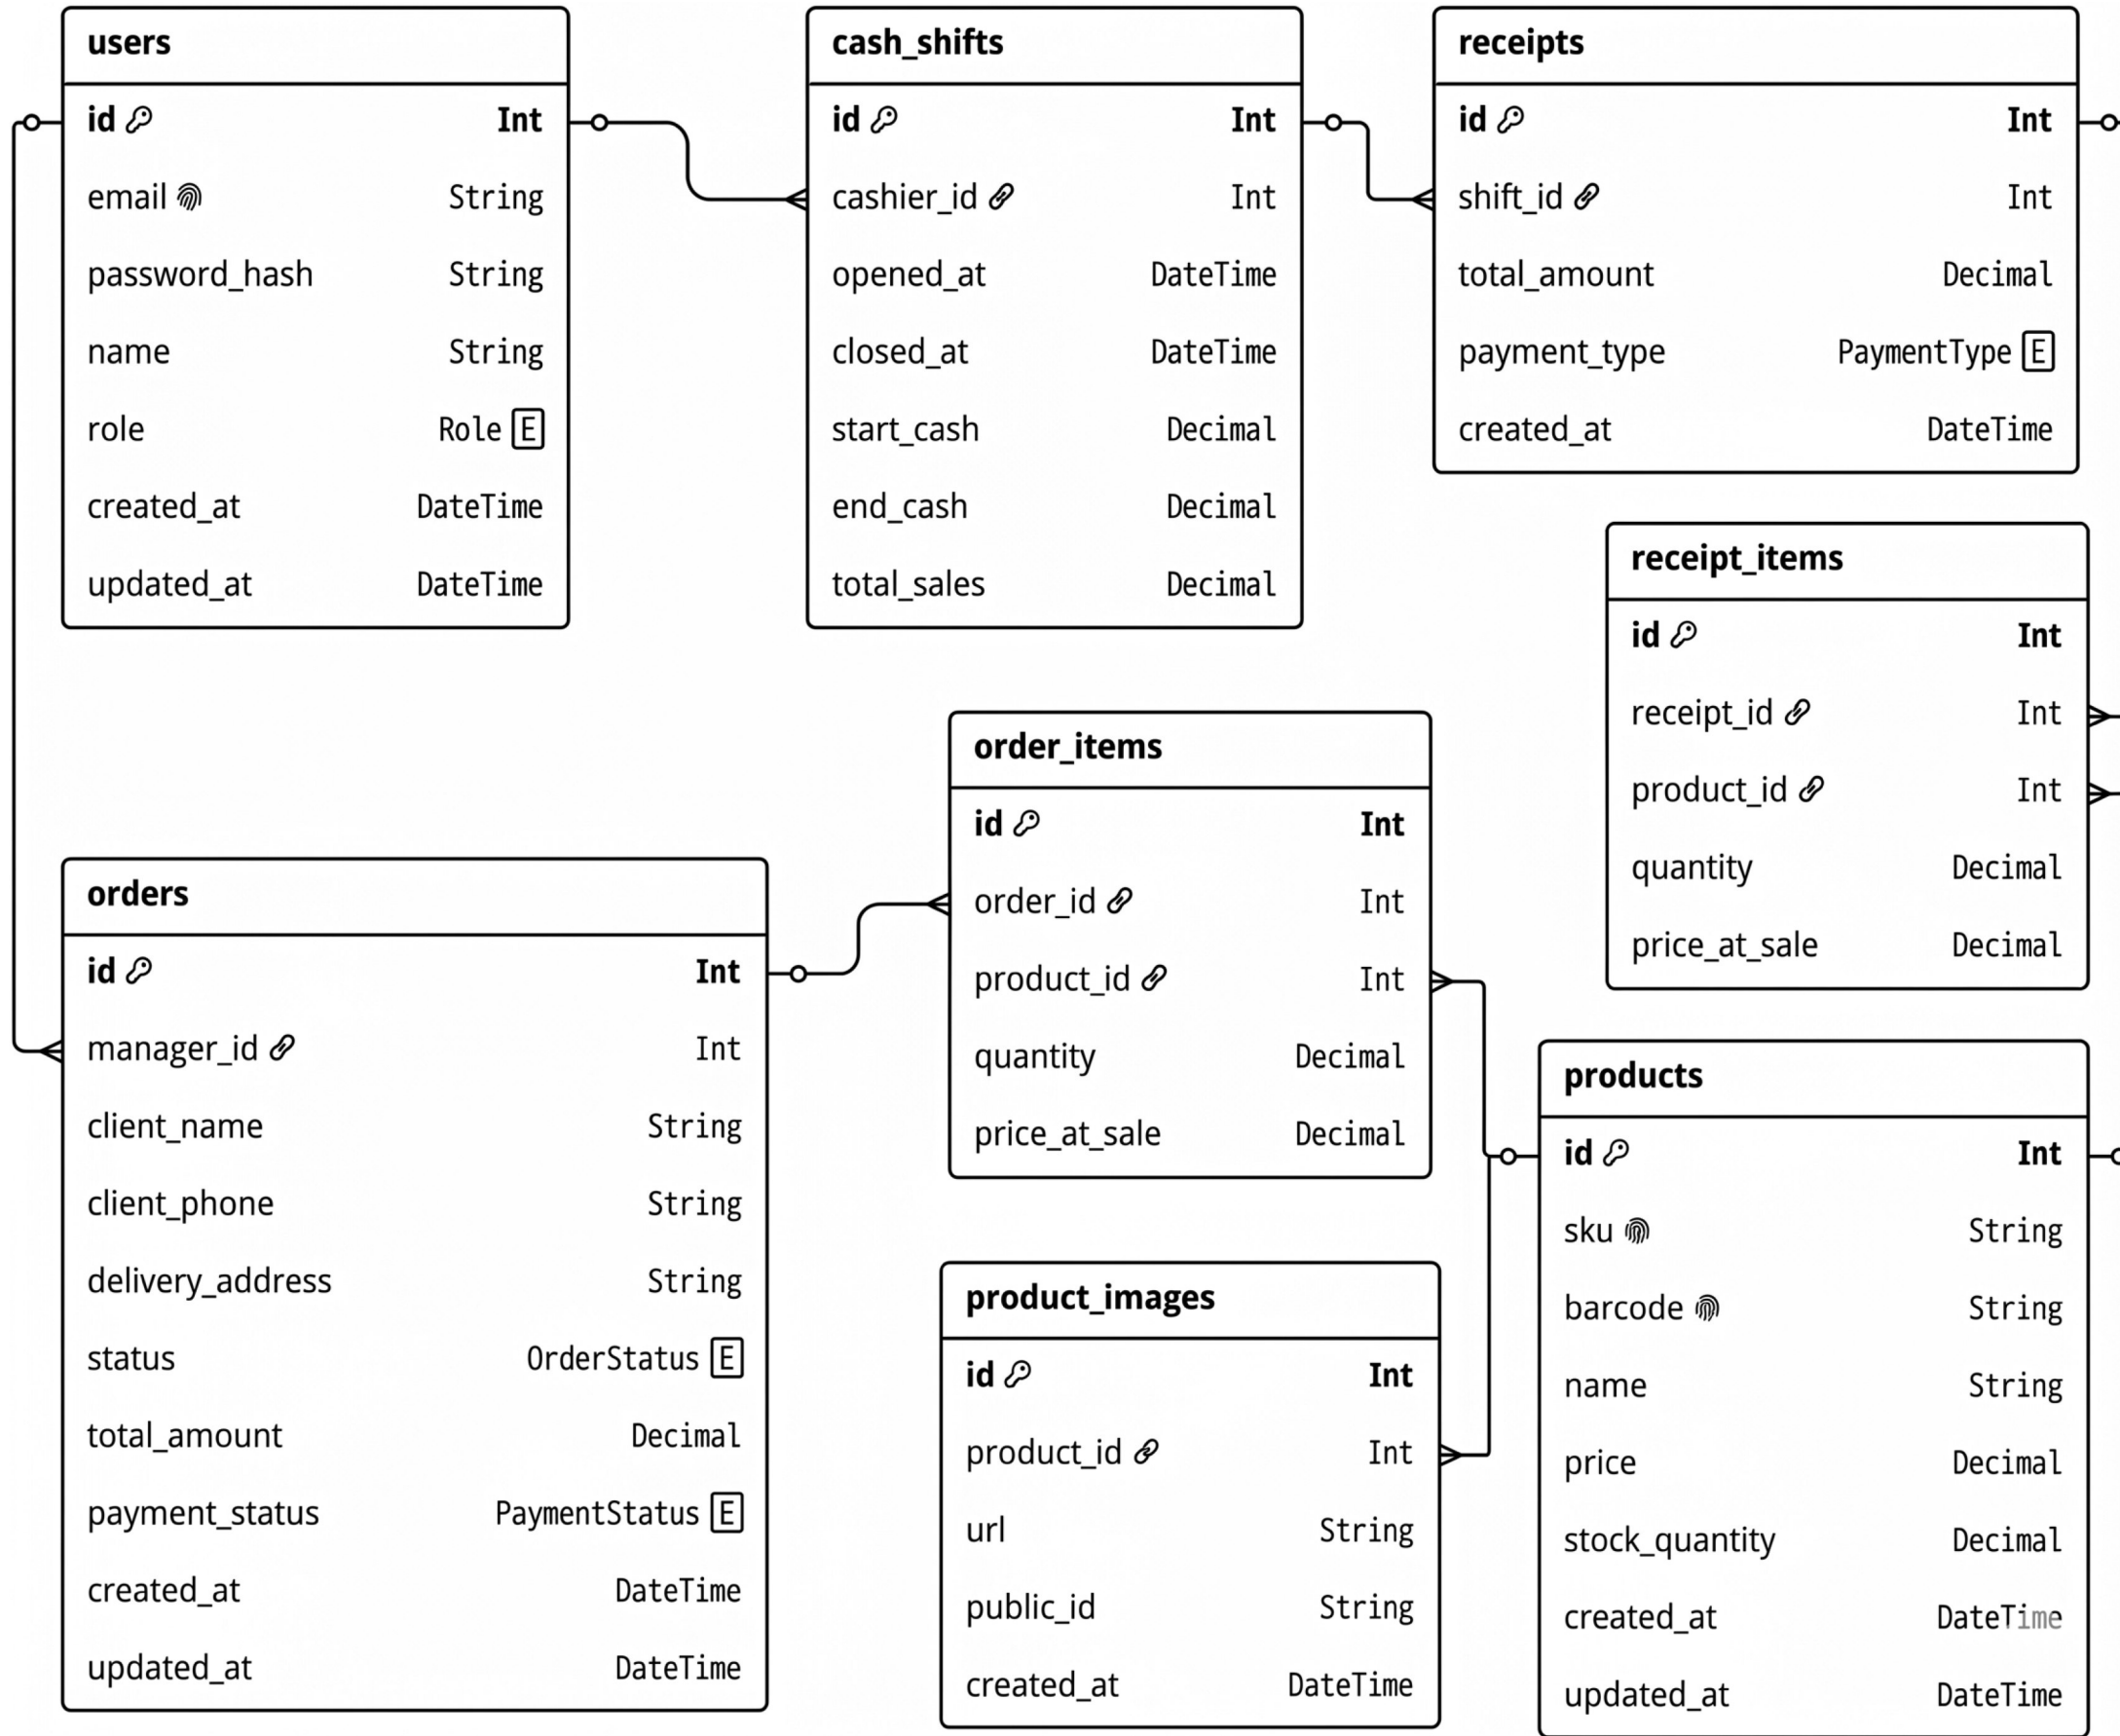 users
id Int
email String
password_hash String
name String
role Role E
created_at DateTime
updated_at DateTime
cash_shifts
id Int
cashier_id Int
opened_at DateTime
closed_at DateTime
start_cash Decimal
end_cash Decimal
total_sales Decimal
receipts
id Int
shift_id Int
total_amount Decimal
payment_type PaymentType E
created_at DateTime
receipt_items
id Int
receipt_id Int
product_id Int
quantity Decimal
price_at_sale Decimal
order_items
id Int
order_id Int
product_id Int
quantity Decimal
price_at_sale Decimal
orders
id Int
manager_id Int
client_name String
client_phone String
delivery_address String
status OrderStatus E
total_amount Decimal
payment_status PaymentStatus E
created_at DateTime
updated_at DateTime
product_images
id Int
product_id Int
url String
public_id String
created_at DateTime
products
id Int
sku String
barcode String
name String
price Decimal
stock_quantity Decimal
created_at DateTime
updated_at DateTime